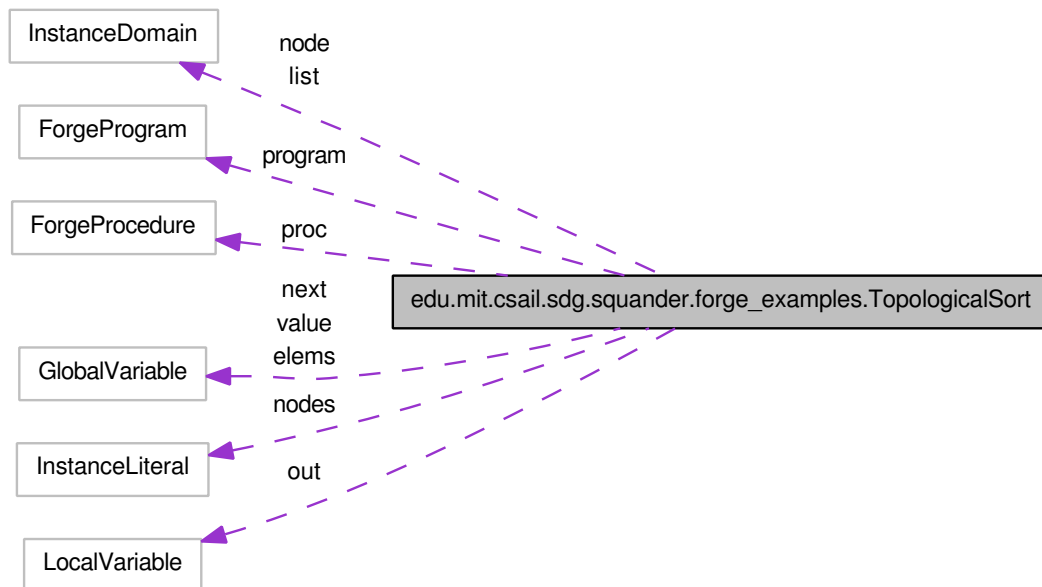 InstanceDomain
node
list
ForgeProgram
program
ForgeProcedure
proc
edu.mit.csail.sdg.squander.forge_examples.TopologicalSort
next
value
elems
GlobalVariable
nodes
InstanceLiteral
out
LocalVariable